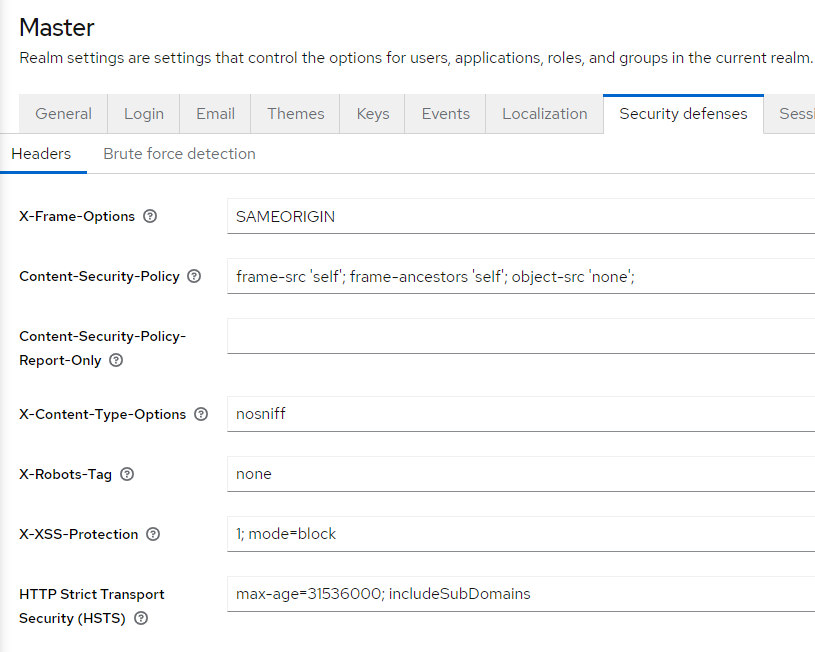 Master
Realm settings are settings that control the options for users, applications, roles, and groups in the current realm.
General Login Email Themes Keys Events Localization Security defenses Sessi
Headers Brute force detection
X-Frame-Options SAMEORIGIN
Content-Security-Policy frame-src 'self'; frame-ancestors 'self'; object-src 'none';
Content-Security-Policy-
Report-Only
X-Content-Type-Options nosniff
X-Robots-Tag none
X-XSS-Protection 1; mode=block
HTTP Strict Transport max-age=31536000; includeSubDomains
Security (HSTS)